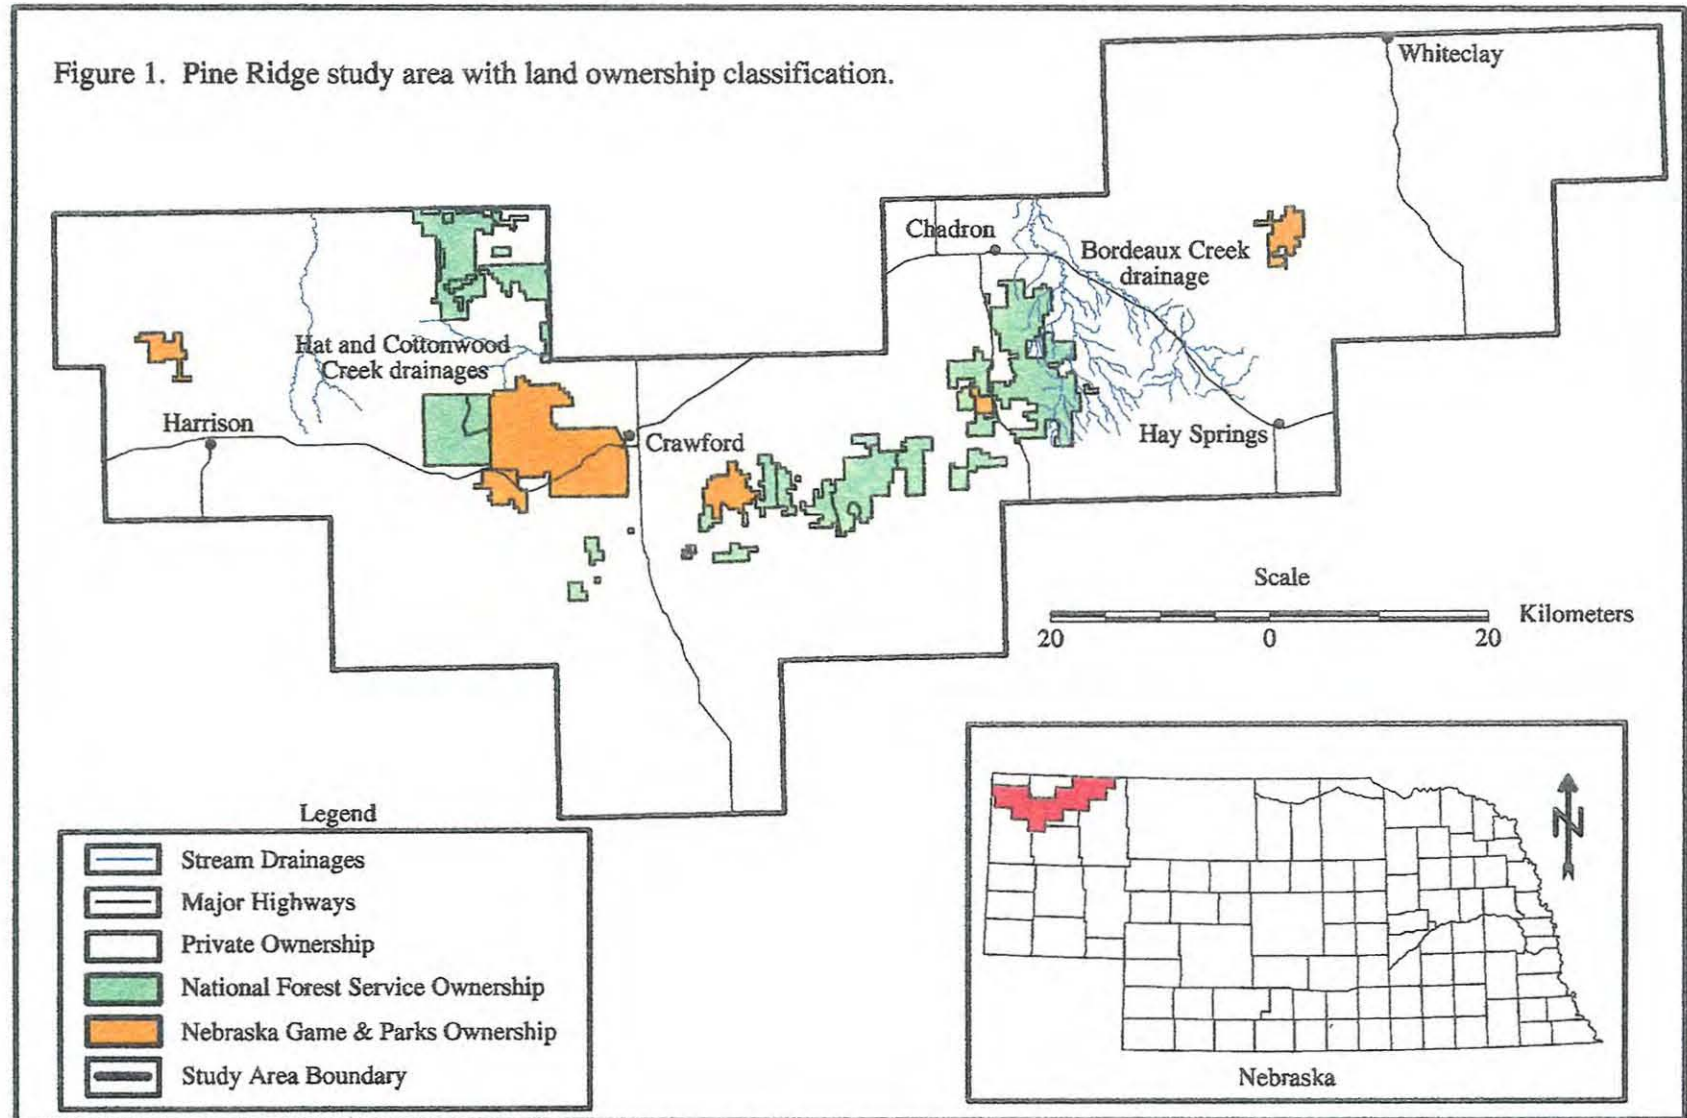 Figure 1. Pine Ridge study area with land ownership classification.
Whiteclay
Chadron
Bordeaux Creek
drainage
Hat and Cottonwood
Creek drainages
Harrison
Crawford
Hay Springs
Scale
Kilometers
20 0 20
Legend
Stream Drainages
Major Highways
Private Ownership
National Forest Service Ownership
Nebraska Game & Parks Ownership
Study Area Boundary
N
Nebraska